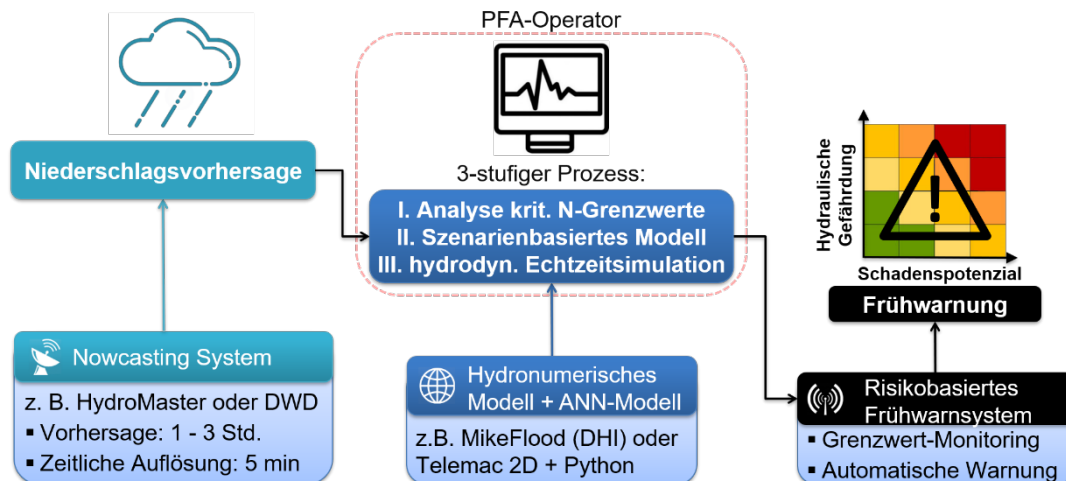 PFA-Operator
Niederschlagsvorhersage
3-stufiger Prozess:
I. Analyse krit. N-Grenzwerte
II. Szenarienbasiertes Modell
III. hydrodyn. Echtzeitsimulation
Hydraulische
Gefährdung
!
Schadenspotenzial
Frühwarnung
Nowcasting System
z. B. HydroMaster oder DWD
▪ Vorhersage: 1 - 3 Std.
▪ Zeitliche Auflösung: 5 min
Hydronumerisches
Modell + ANN-Modell
z.B. MikeFlood (DHI) oder
Telemac 2D + Python
Risikobasiertes
Frühwarnsystem
▪ Grenzwert-Monitoring
▪ Automatische Warnung